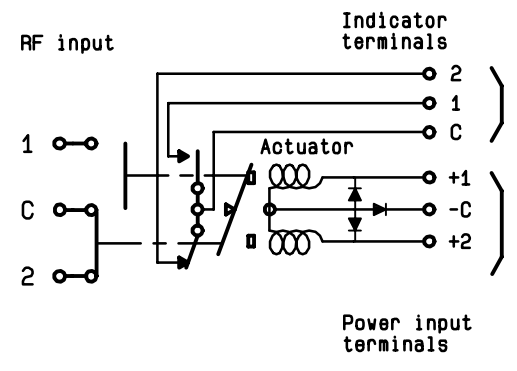 Indicator
terminals
RF input
2
1
C
1
Actuator
+1
C
-C
+2
2
Power input
terminals